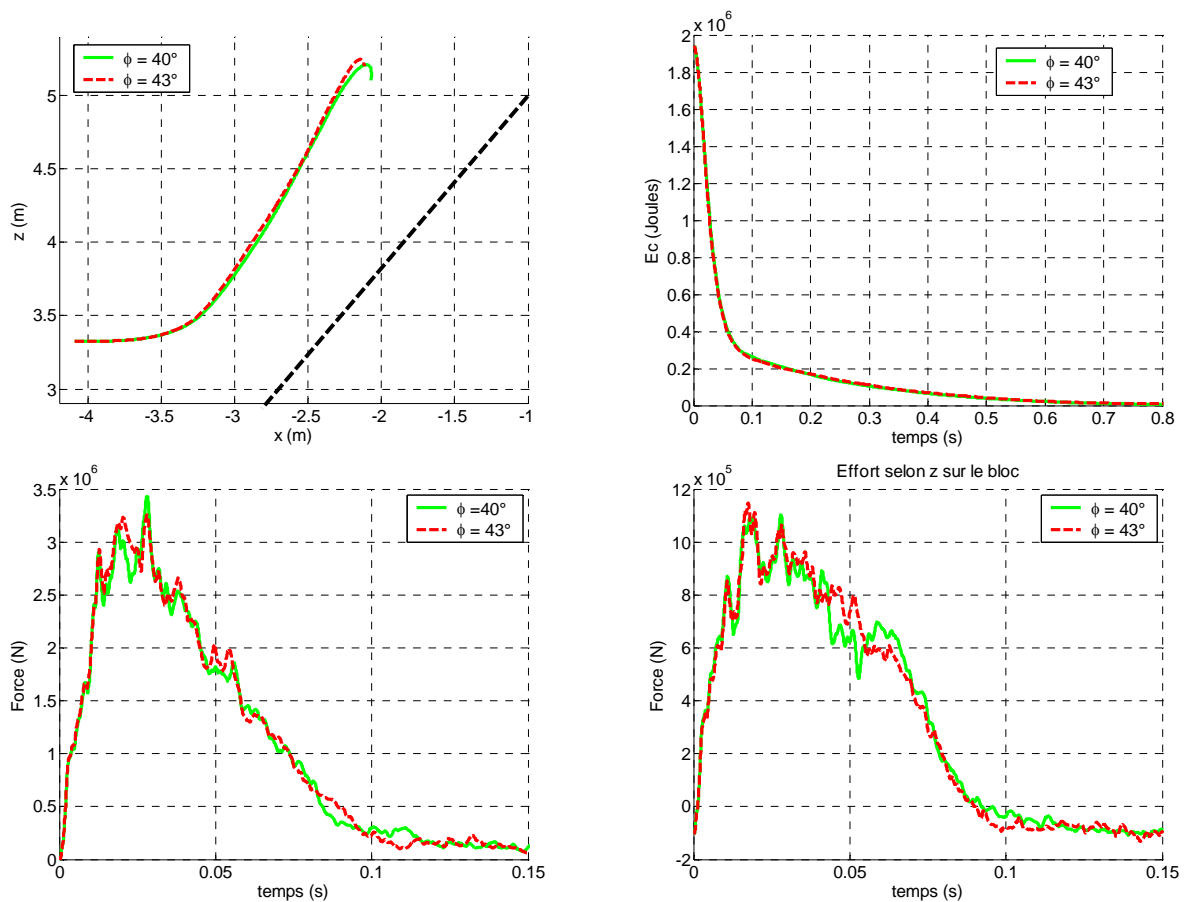 φ = 40°
φ = 43°
5
4.5
4
3.5
3
z (m)
-4
-3.5
-3
-2.5
-2
-1.5
-1
x (m)
x 10^6
φ = 40°
φ = 43°
2
1.8
1.6
1.4
1.2
1
0.8
0.6
0.4
0.2
0
Ec (Joules)
0
0.1
0.2
0.3
0.4
0.5
0.6
0.7
0.8
temps (s)
x 10^6
φ =40°
φ = 43°
3.5
3
2.5
2
1.5
1
0.5
0
Force (N)
0
0.05
0.1
0.15
temps (s)
Effort selon z sur le bloc
x 10^5
φ = 40°
φ = 43°
12
10
8
6
4
2
0
-2
Force (N)
0
0.05
0.1
0.15
temps (s)